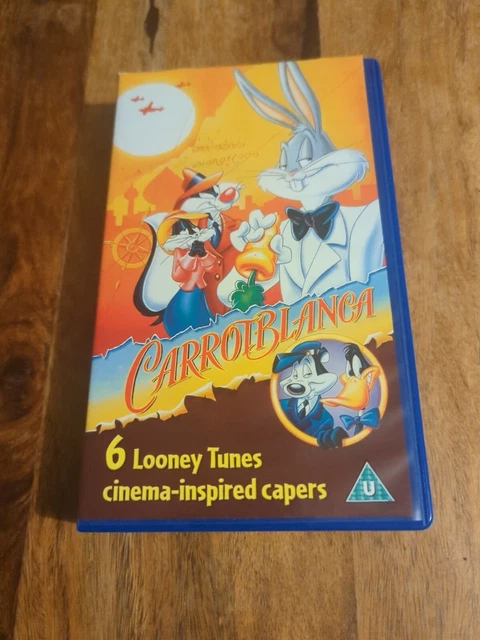 CARROTBLANCA
6 Looney Tunes
cinema-inspired capers
U